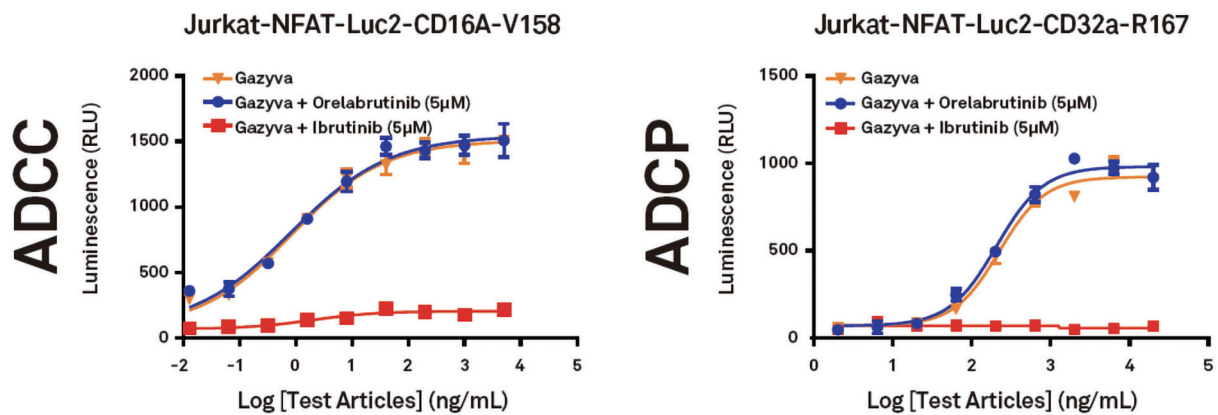 ADCC
Jurkat-NFAT-Luc2-CD16A-V158
Luminescence (RLU)
2000
1500
1000
500
0
Gazyva
Gazyva + Orelabrutinib (5μM)
Gazyva + Ibrutinib (5μM)
-2 -1 0 1 2 3 4 5
Log [Test Articles] (ng/mL)
ADCP
Jurkat-NFAT-Luc2-CD32a-R167
Luminescence (RLU)
1500
1000
500
0
Gazyva
Gazyva + Orelabrutinib (5μM)
Gazyva + Ibrutinib (5μM)
0 1 2 3 4 5
Log [Test Articles] (ng/mL)